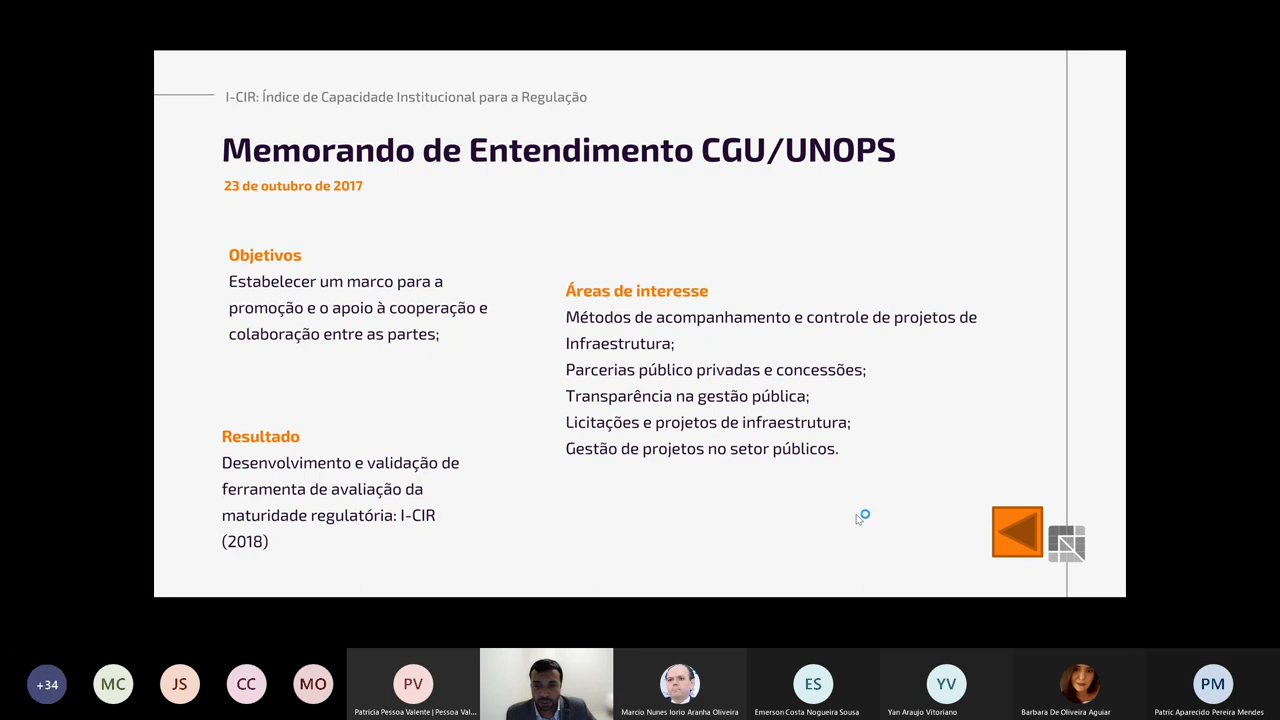 I-CIR: Índice de Capacidade Institucional para a Regulação
Memorando de Entendimento CGU/UNOPS
23 de outubro de 2017
Objetivos
Estabelecer um marco para a
promoção e o apoio à cooperação e
colaboração entre as partes;
Resultado
Desenvolvimento e validação de
ferramenta de avaliação da
maturidade regulatória: I-CIR
(2018)
Áreas de interesse
Métodos de acompanhamento e controle de projetos de
Infraestrutura;
Parcerias público privadas e concessões;
Transparência na gestão pública;
Licitações e projetos de infraestrutura;
Gestão de projetos no setor públicos.
+34
MC
JS
CC
MO
PV
Patricia Pessoa Valente | Pessoa Val...
Marcio Nunes Iorio Aranha Oliveira
ES
Emerson Costa Nogueira Sousa
YV
Yan Araujo Vitoriano
Barbara De Oliveira Aguiar
PM
Patric Aparecido Pereira Mendes